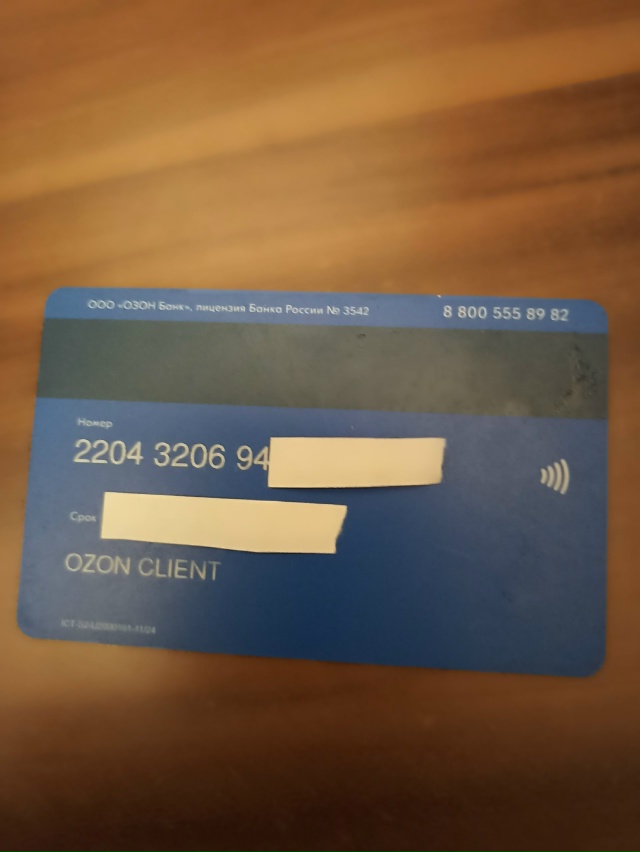 ООО «ОЗОН Банк», лицензия Банка России № 3542
8 800 555 89 82
Номер
2204 3206 94
Срок
OZON CLIENT